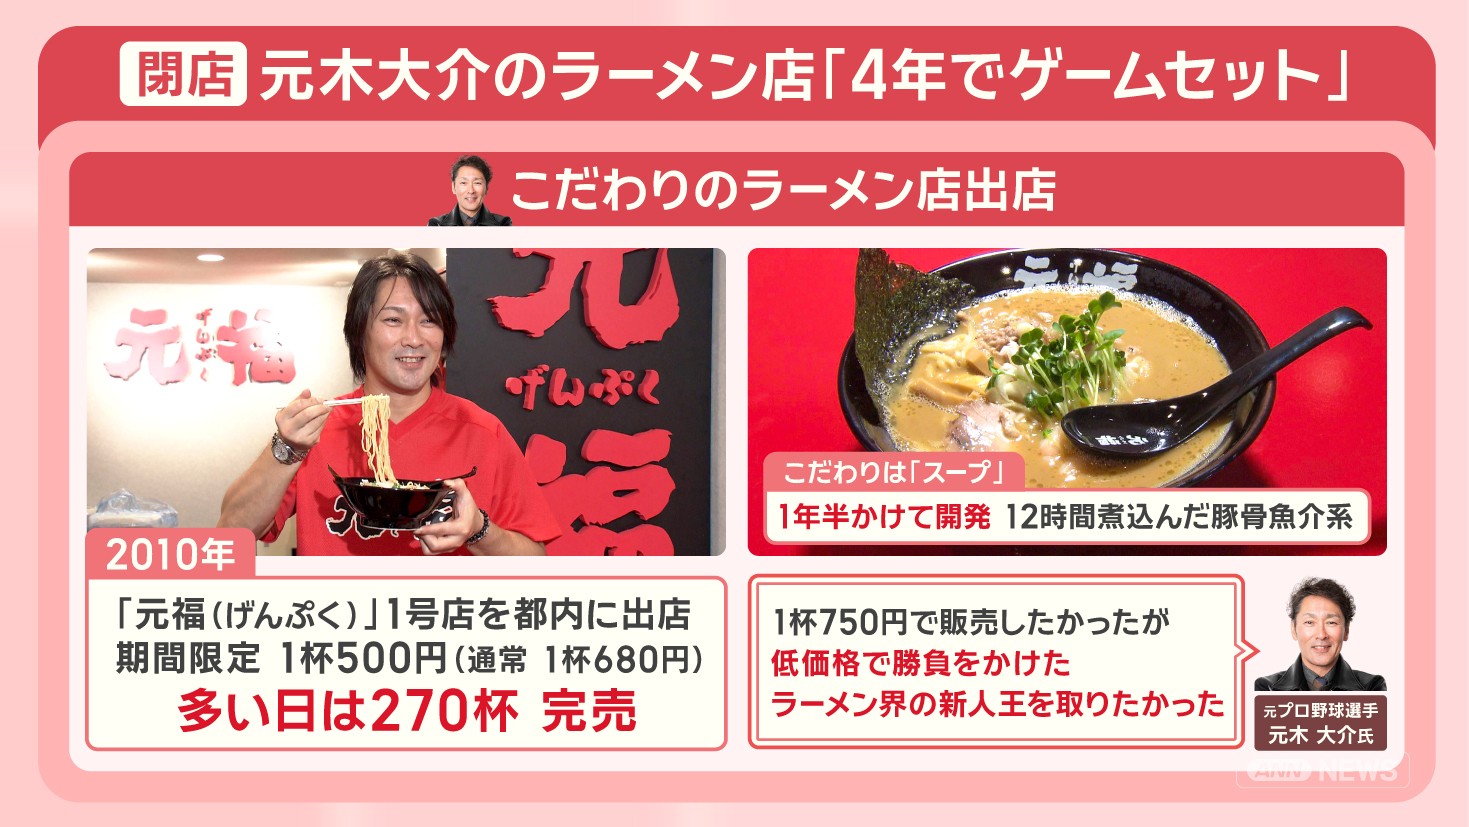 閉店 元木大介のラーメン店「4年でゲームセット」
こだわりのラーメン店出店
元 げんぷく 福
元
げんぷく
福
元 げんぷく 福
こだわりは「スープ」
1年半かけて開発 12時間煮込んだ豚骨魚介系
2010年
「元福(げんぷく)」1号店を都内に出店
期間限定 1杯500円(通常 1杯680円)
多い日は270杯 完売
1杯750円で販売したかったが
低価格で勝負をかけた
ラーメン界の新人王を取りたかった
元プロ野球選手
元木 大介氏
ANN NEWS